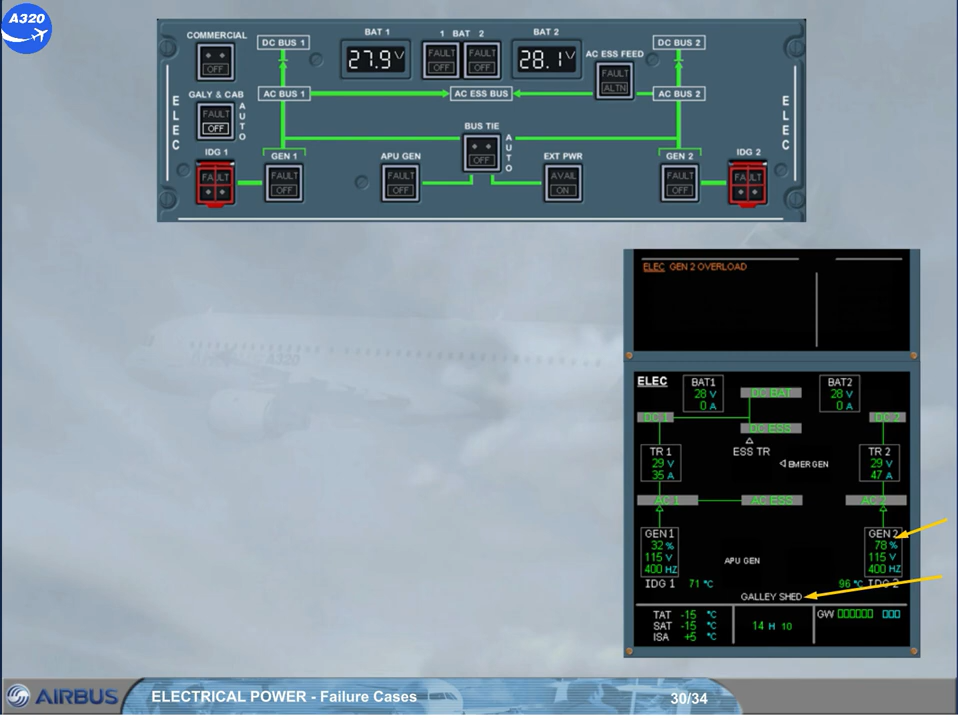 A320
COMMERCIAL
OFF
DC BUS 1
BAT 1
27.9 V
1 BAT 2
FAULT OFF
FAULT OFF
BAT 2
28.1 V
AC ESS FEED
FAULT
ALTN
DC BUS 2
GALY & CAB
FAULT
OFF
AUTO
AC BUS 1
AC ESS BUS
AC BUS 2
ELEC
ELEC
BUS TIE
OFF
AUTO
IDG 1
FAULT
GEN 1
FAULT
OFF
APU GEN
FAULT
OFF
EXT PWR
AVAIL
ON
GEN 2
FAULT
OFF
IDG 2
FAULT
ELEC GEN 2 OVERLOAD
ELEC
BAT1
28 V
0 A
DC BAT
BAT2
28 V
0 A
DC 1
DC 2
DC ESS
ESS TR
EMER GEN
TR 1
29 V
35 A
TR 2
29 V
47 A
AC 1
AC ESS
AC 2
GEN 1
32 %
115 V
400 HZ
APU GEN
GEN 2
78 %
115 V
400 HZ
IDG 1 71 °C
96 °C IDG 2
GALLEY SHED
TAT -15 °C
SAT -15 °C
ISA +5 °C
14 H 10
GW
A320
AIRBUS
ELECTRICAL POWER - Failure Cases
30/34